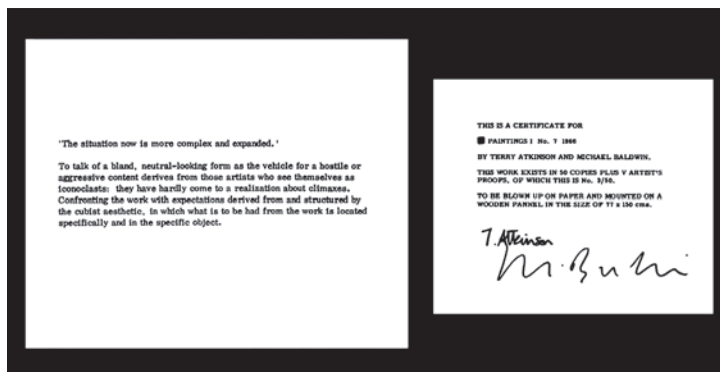 'The situation now is more complex and expanded.'
To talk of a bland, neutral-looking form as the vehicle for a hostile or
aggressive content derives from those artists who see themselves as
iconoclasts: they have hardly come to a realization about climaxes.
Confronting the work with expectations derived from and structured by
the cubist aesthetic, in which what is to be had from the work is located
specifically and in the specific object.
THIS IS A CERTIFICATE FOR
PAINTINGS I No. 7 1966
BY TERRY ATKINSON AND MICHAEL BALDWIN.
THIS WORK EXISTS IN 50 COPIES PLUS V ARTIST'S
PROOFS, OF WHICH THIS IS No. 3/50.
TO BE BLOWN UP ON PAPER AND MOUNTED ON A
WOODEN PANNEL IN THE SIZE OF 77 x 150 cms.
T. Atkinson